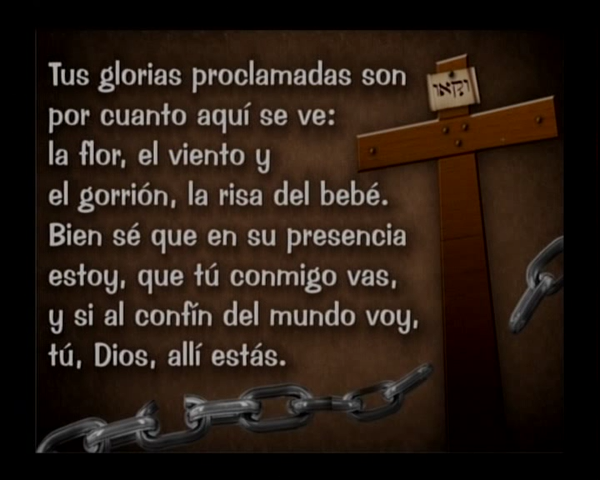 Tus glorias proclamadas son
por cuanto aquí se ve:
la flor, el viento y
el gorrión, la risa del bebé.
Bien sé que en su presencia
estoy, que tú conmigo vas,
y si al confín del mundo voy,
tú, Dios, allí estás.